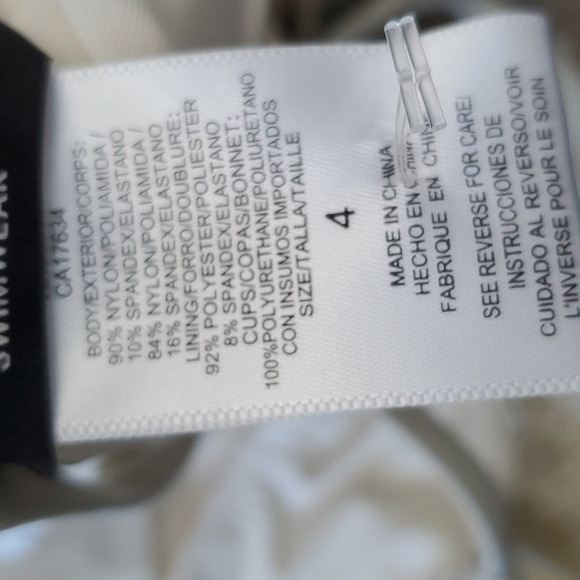 SWIMWEAR
CA17634
BODY/EXTERIOR/CORPS:
90% NYLON/POLIAMIDA/
10% SPANDEX/ELASTANO
84% NYLON/POLIAMIDA/
16% SPANDEX/ELASTANO
LINING/FORRO/DOUBLURE:
92% POLYESTER/POLIESTER
8% SPANDEX/ELASTANO
CUPS/COPAS/BONNET:
100%POLYURETHANE/POLIURETANO
CON INSUMOS IMPORTADOS
SIZE/TALLA/TAILLE
4
MADE IN CHINA
HECHO EN
FABRIQUE EN
SEE REVERSE FOR CARE/
INSTRUCCIONES DE
CUIDADO AL REVERSO/VOIR
L'INVERSE POUR LE SOIN